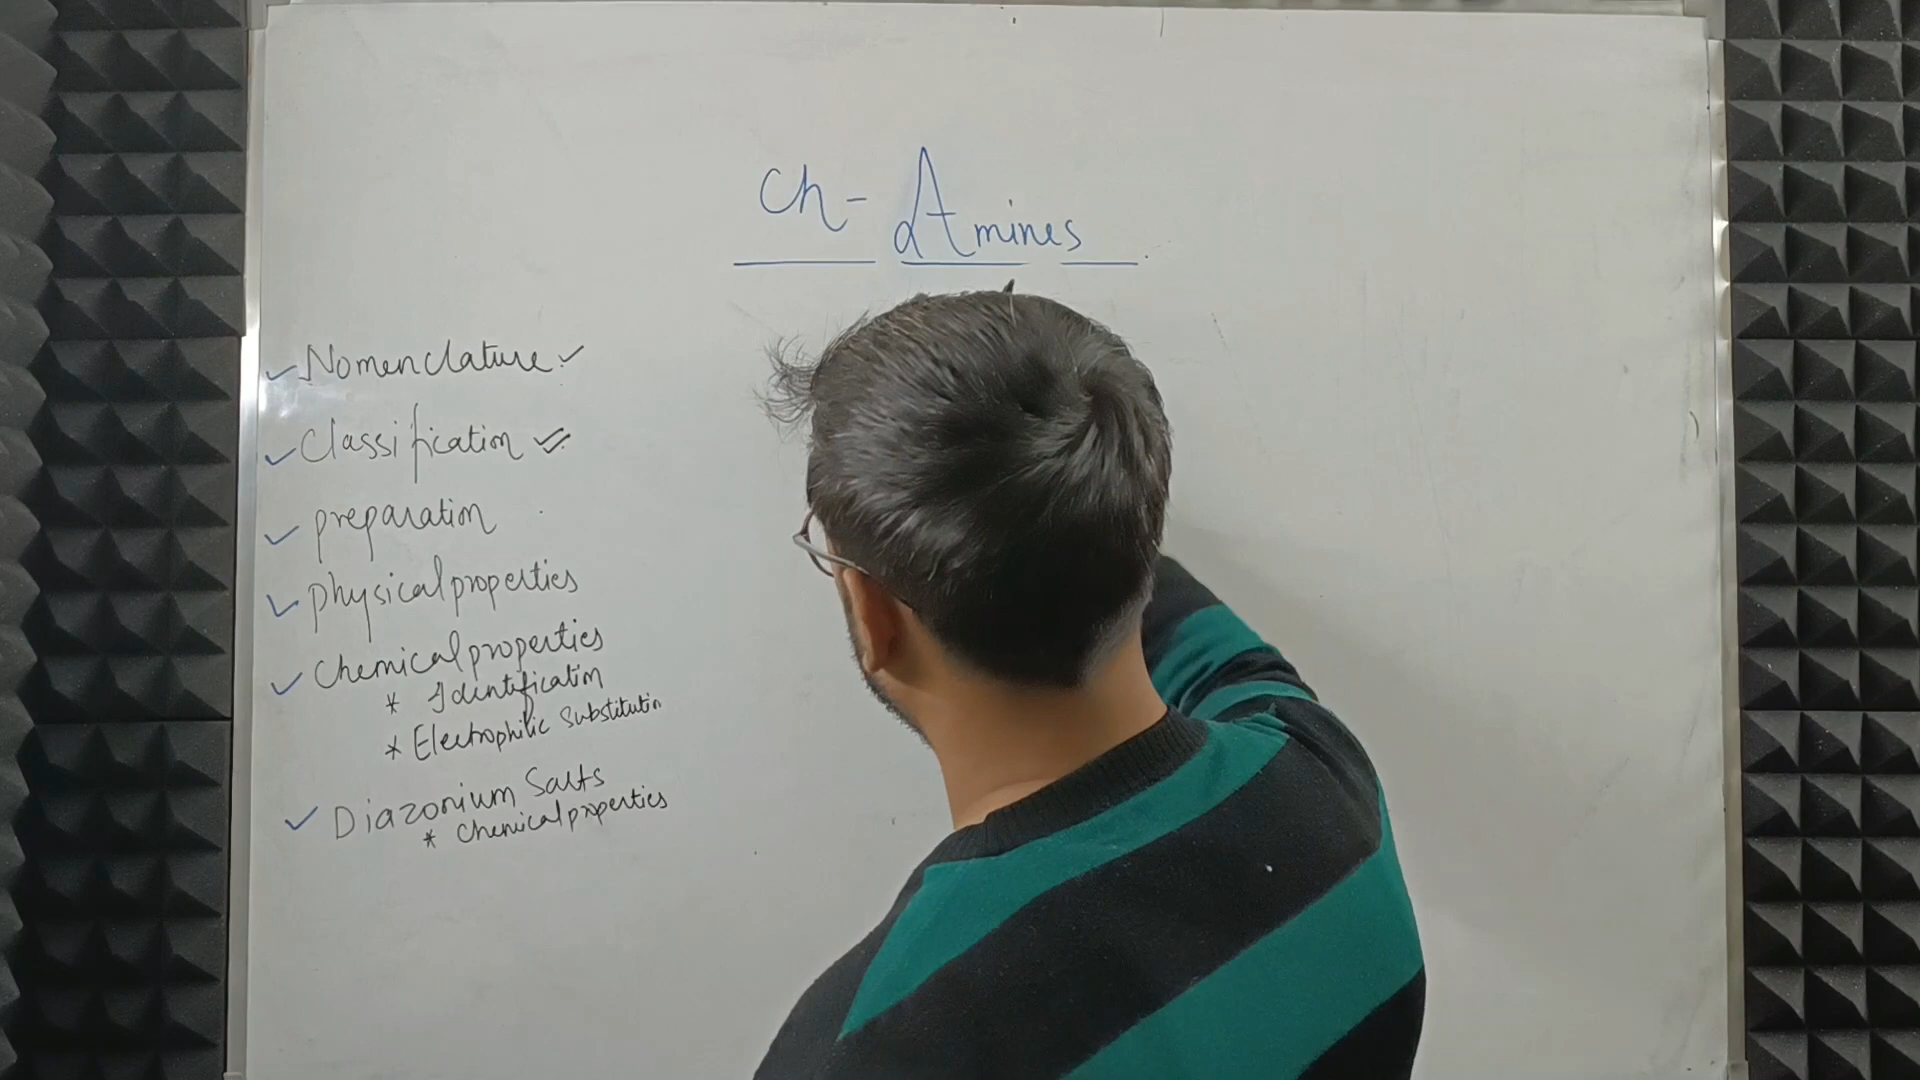 Ch- Amines
✓ Nomenclature ✓
✓ Classification ✓
✓ preparation
✓ physical properties
✓ Chemical properties
* Identification
* Electrophilic Substitution
✓ Diazonium Salts
* Chemical properties